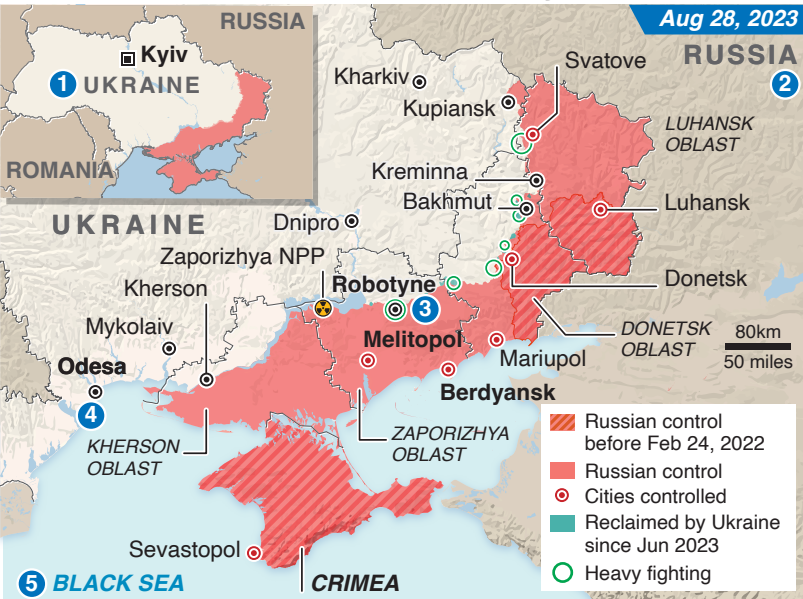 RUSSIA
Kyiv
1 UKRAINE
ROMANIA
Aug 28, 2023
RUSSIA
2
Svatove
Kharkiv
Kupiansk
LUHANSK
OBLAST
Kreminna
Bakhmut
Luhansk
UKRAINE
Dnipro
Zaporizhya NPP
Robotyne
3
Donetsk
Kherson
Mykolaiv
Melitopol
DONETSK
OBLAST
80km
50 miles
Mariupol
Odesa
4
Berdyansk
KHERSON
OBLAST
ZAPORIZHYA
OBLAST
Russian control
before Feb 24, 2022
Russian control
Cities controlled
Reclaimed by Ukraine
since Jun 2023
Heavy fighting
Sevastopol
5 BLACK SEA
CRIMEA